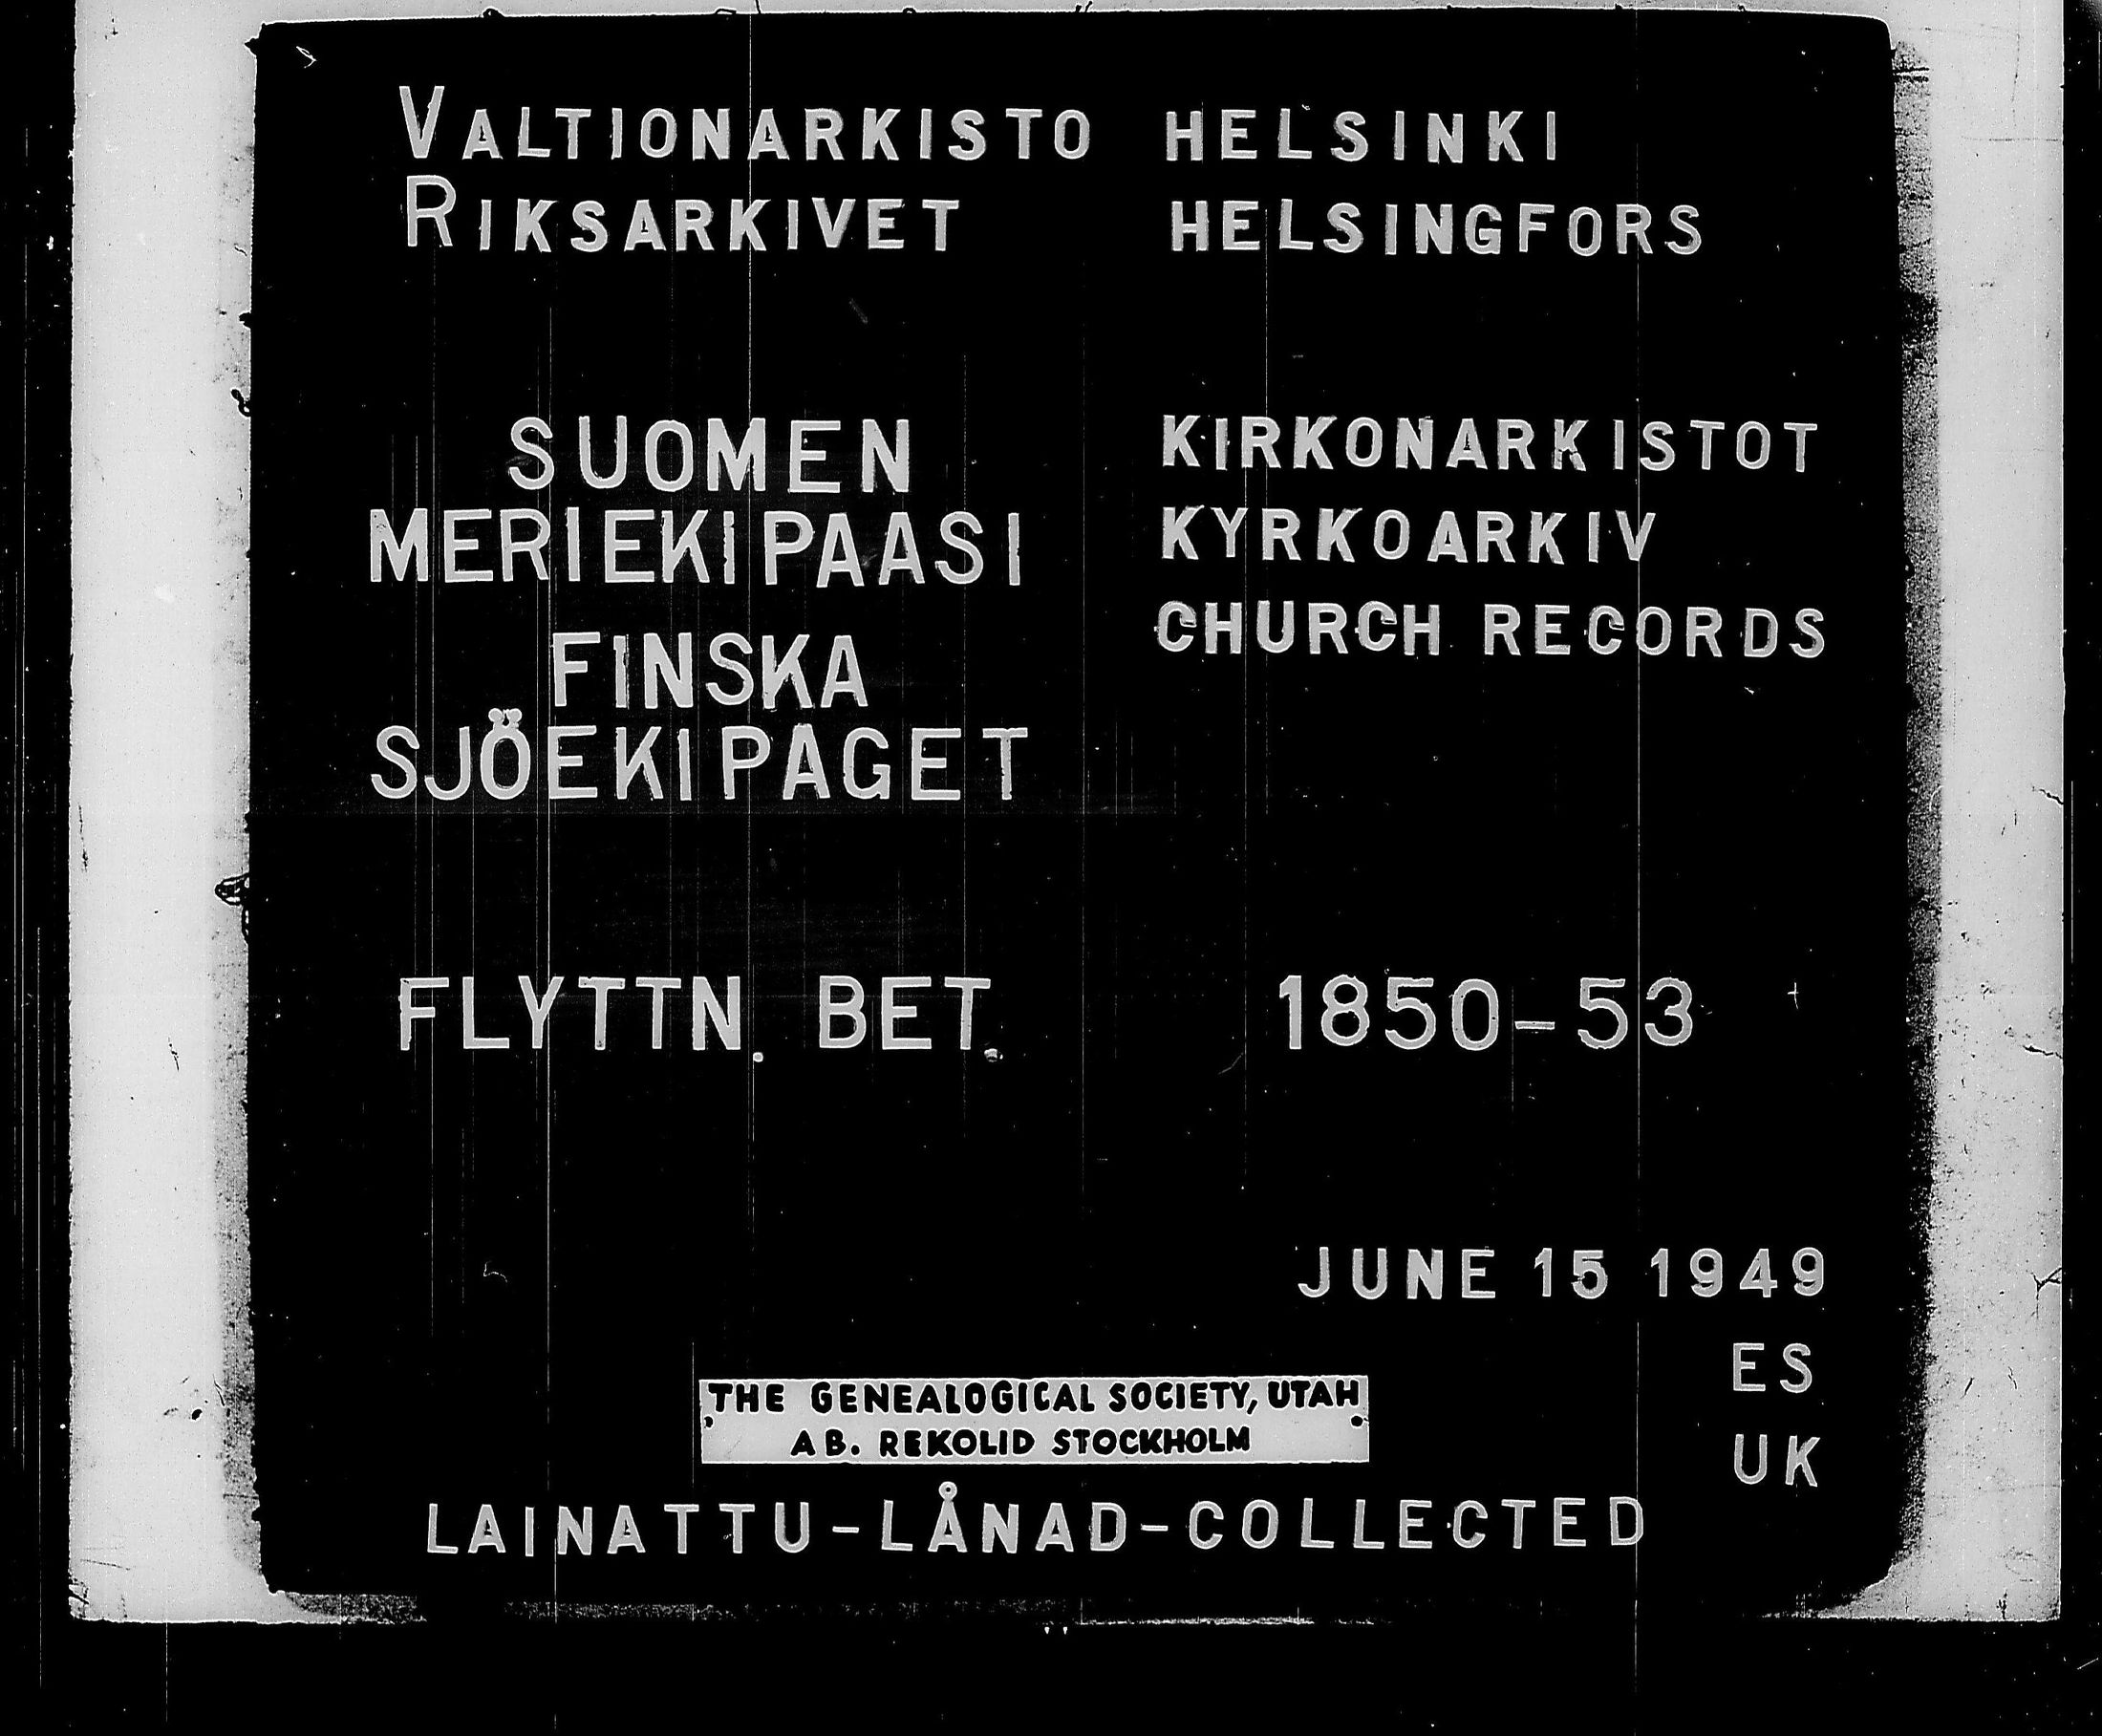 VALTIONARKISTO HELSINKI
RIKSARKIVET HELSINGFORS
SUOMEN
MERIEKIPAASI
FINSKA
SJÖEKIPAGET
KIRKONARKISTOT
KYRKOARKIV
CHURCH RECORDS
FLYTTN. BET. 1850-53
JUNE 15 1949
ES
UK
THE GENEALOGICAL SOCIETY, UTAH
AB. REKOLID STOCKHOLM
LAINATTU-LÅNAD-COLLECTED